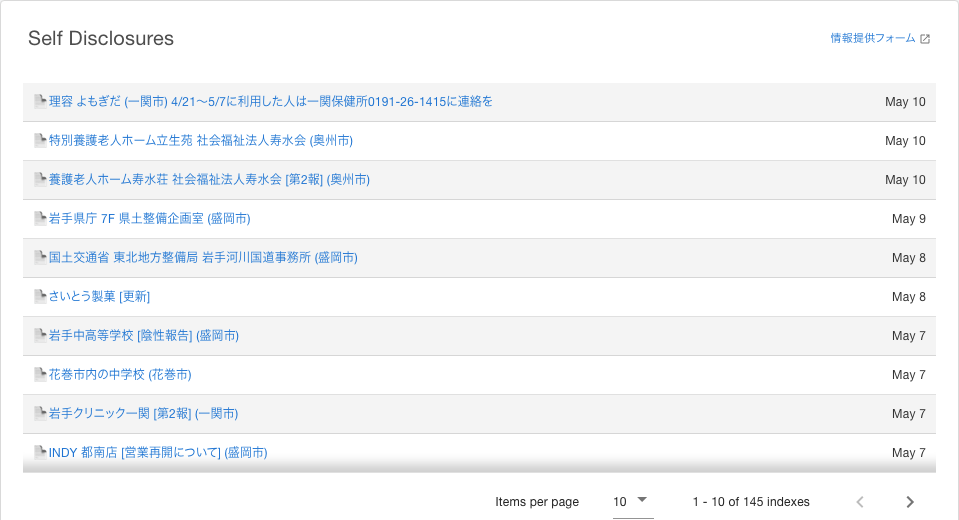 Self Disclosures
情報提供フォーム
理容 よもぎだ (一関市) 4/21〜5/7に利用した人は一関保健所0191-26-1415に連絡を May 10
特別養護老人ホーム立生苑 社会福祉法人寿水会 (奥州市) May 10
養護老人ホーム寿水荘 社会福祉法人寿水会 [第2報] (奥州市) May 10
岩手県庁 7F 県土整備企画室 (盛岡市) May 9
国土交通省 東北地方整備局 岩手河川国道事務所 (盛岡市) May 8
さいとう製菓 [更新] May 8
岩手中高等学校 [陰性報告] (盛岡市) May 7
花巻市内の中学校 (花巻市) May 7
岩手クリニック一関 [第2報] (一関市) May 7
INDY 都南店 [営業再開について] (盛岡市) May 7
Items per page 10 1 - 10 of 145 indexes